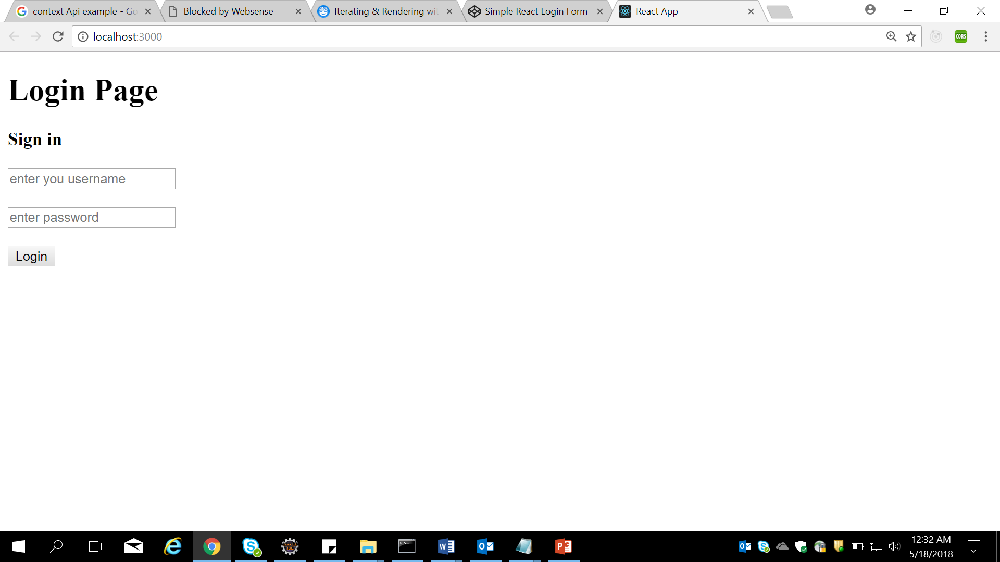 context Api example - Go
Blocked by Websense
Iterating & Rendering wit
Simple React Login Form
React App
localhost:3000
CORS
Login Page
Sign in
enter you username
enter password
Login
12:32 AM
5/18/2018